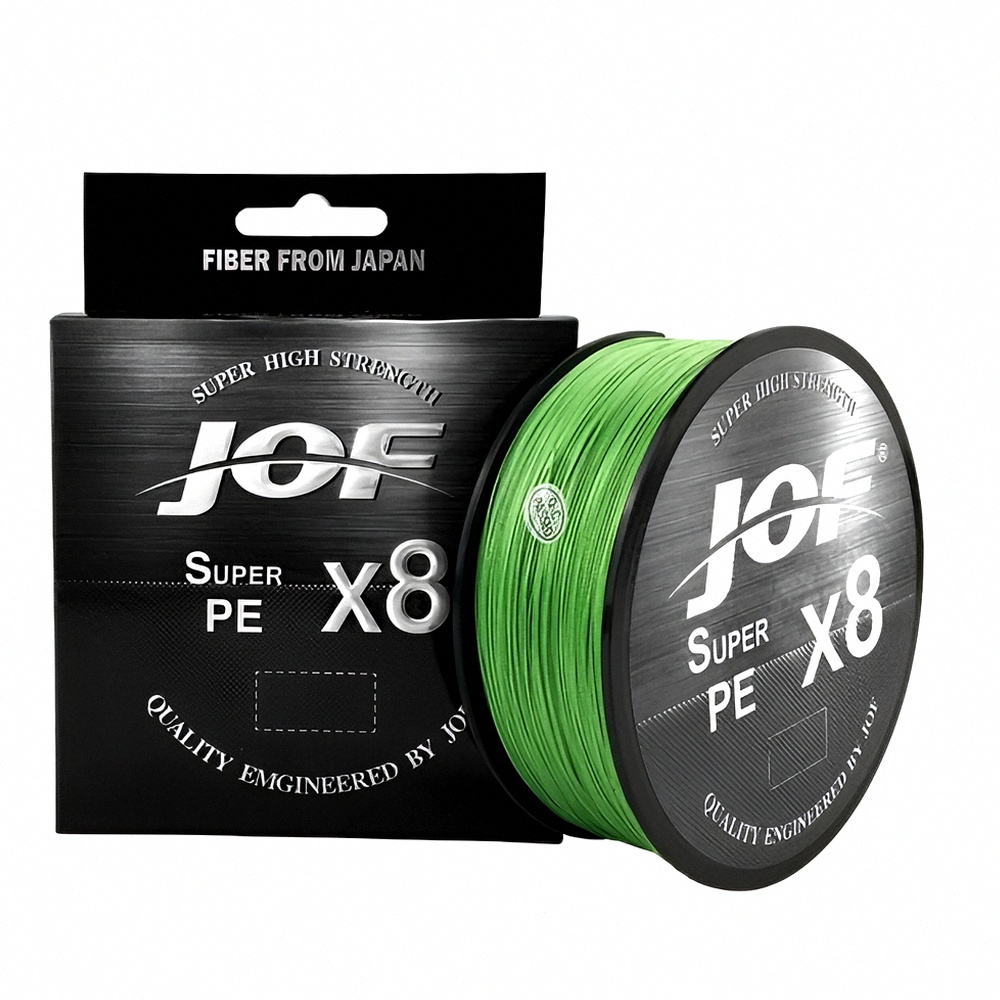 FIBER FROM JAPAN
SUPER HIGH STRENGTH
JOF
SUPER
PE
X8
QUALITY EMGINEERED BY JO
SUPER HIGH STRENGTH
JOF
SUPER
PE
X8
QUALITY ENGINEERED BY JOF